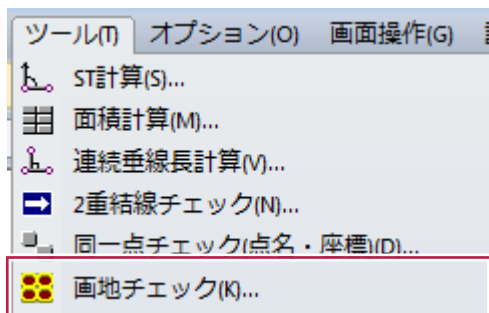 ツール(T) オプション(O) 画面操作(G)
ST計算(S)...
面積計算(M)...
連続垂線長計算(V)...
2重結線チェック(N)...
同一点チェック(点名・座標)(D)...
画地チェック(K)...